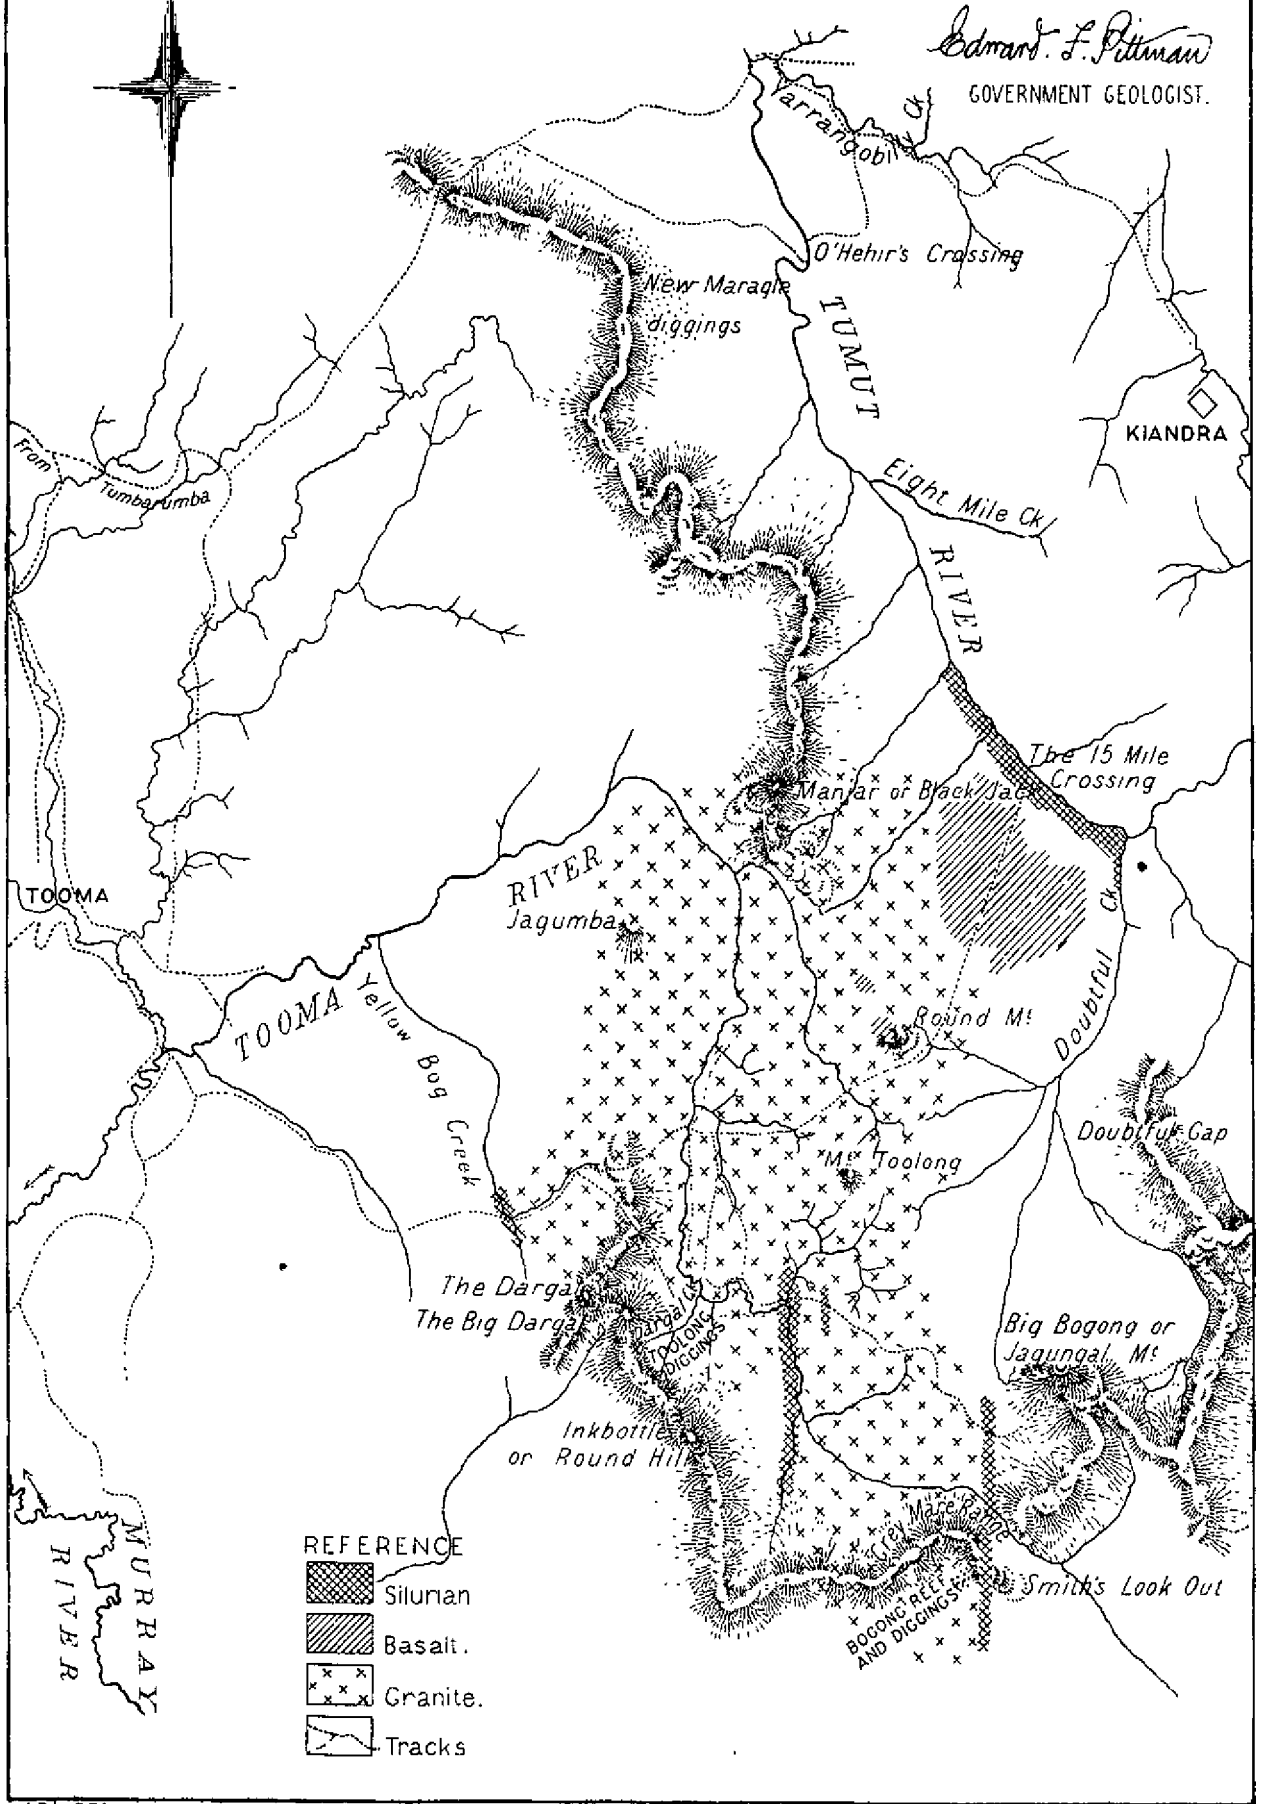 Edward. F. Pittman
GOVERNMENT GEOLOGIST.
Yarrangobilly Ck
O'Hehir's Crossing
New Maragle
diggings
TUMUT
RIVER
KIANDRA
From
Tumbarumba
Eight Mile Ck
The 15 Mile
Crossing
Manjar or Black Jack
RIVER
TOOMA
Jagumba
TOOMA
Yellow Bog Creek
Round Mt
Doubtful Ck
Doubtful Gap
Mt Toolong
The Dargal
The Big Dargal
Dargal Ck
TOOLONG
DIGGINGS
Big Bogong or
Jagungal Mt
Inkbottle
or Round Hill
Grey Mare Range
BOGONG REEF
AND DIGGINGS
Smith's Look Out
MURRAY
RIVER
REFERENCE
Silurian
Basalt.
Granite.
Tracks